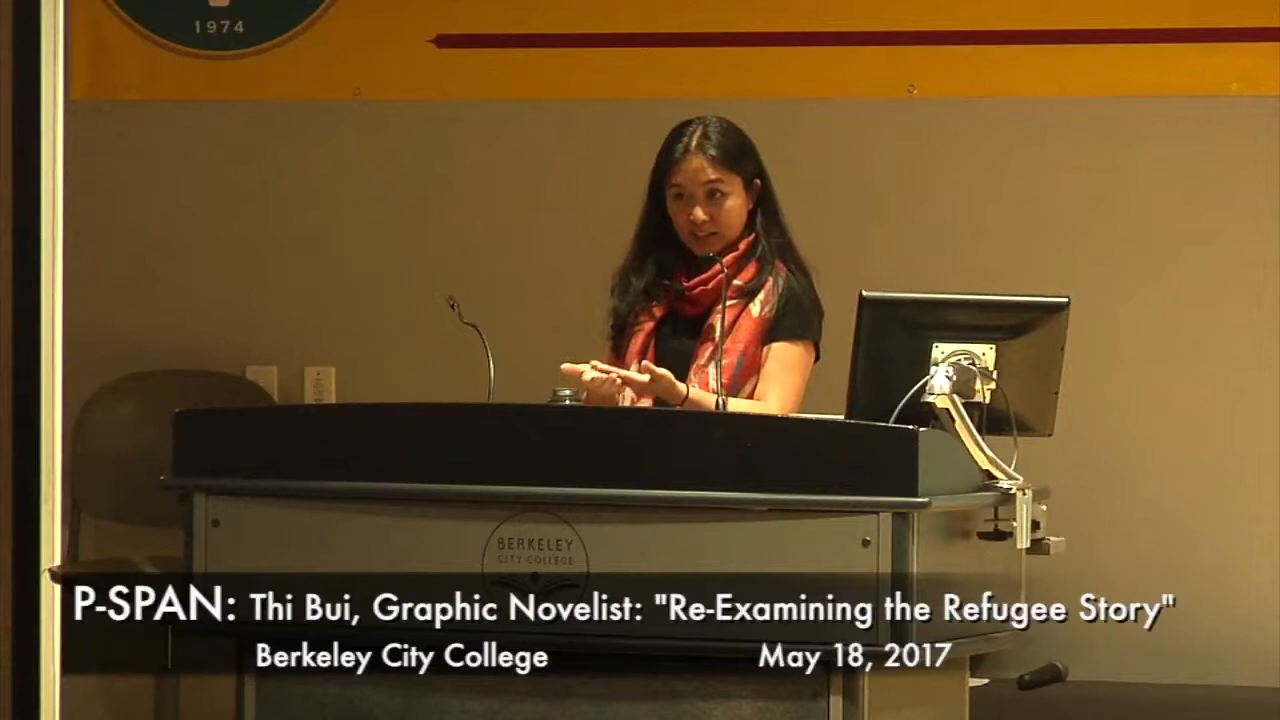 1974
BERKELEY
CITY COLLEGE
P-SPAN: Thi Bui, Graphic Novelist: "Re-Examining the Refugee Story"
Berkeley City College
May 18, 2017